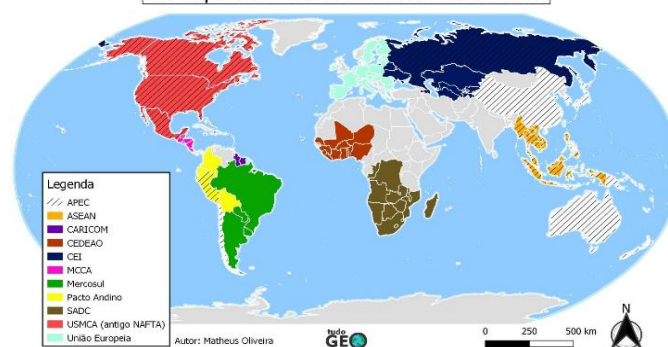 Legenda
APEC
ASEAN
CARICOM
CEDEAO
CEI
MCCA
Mercosul
Pacto Andino
SADC
USMCA (antigo NAFTA)
União Europeia
Autor: Matheus Oliveira
tudo
GEO
0 250 500 km
N